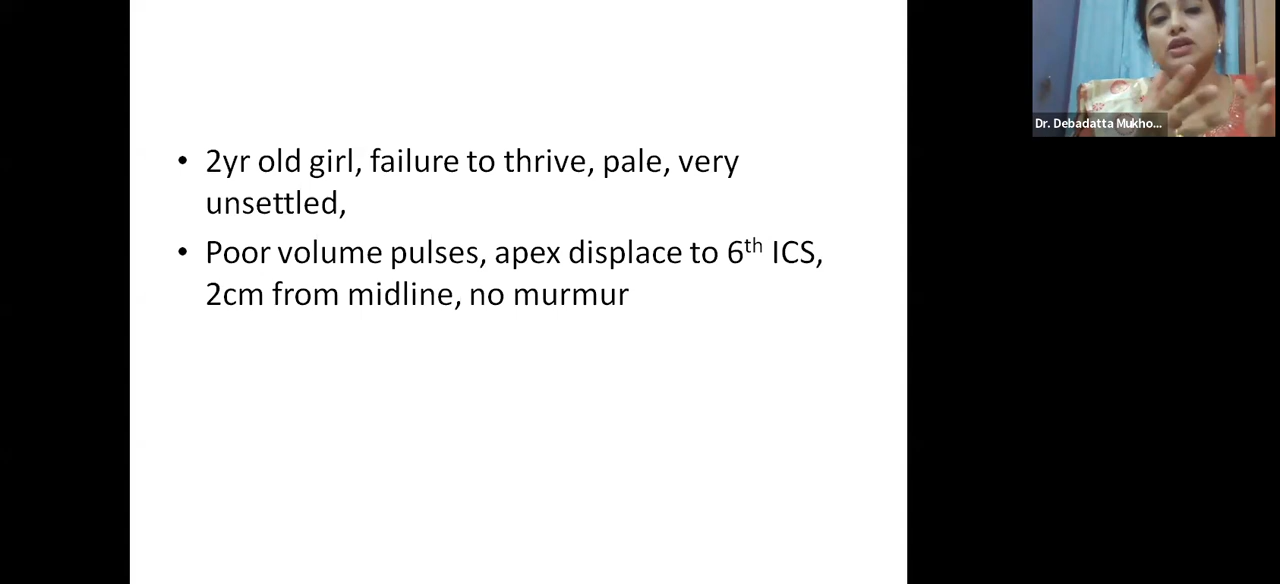 • 2yr old girl, failure to thrive, pale, very
unsettled,
• Poor volume pulses, apex displace to 6th ICS,
2cm from midline, no murmur
Dr. Debadatta Mukho...